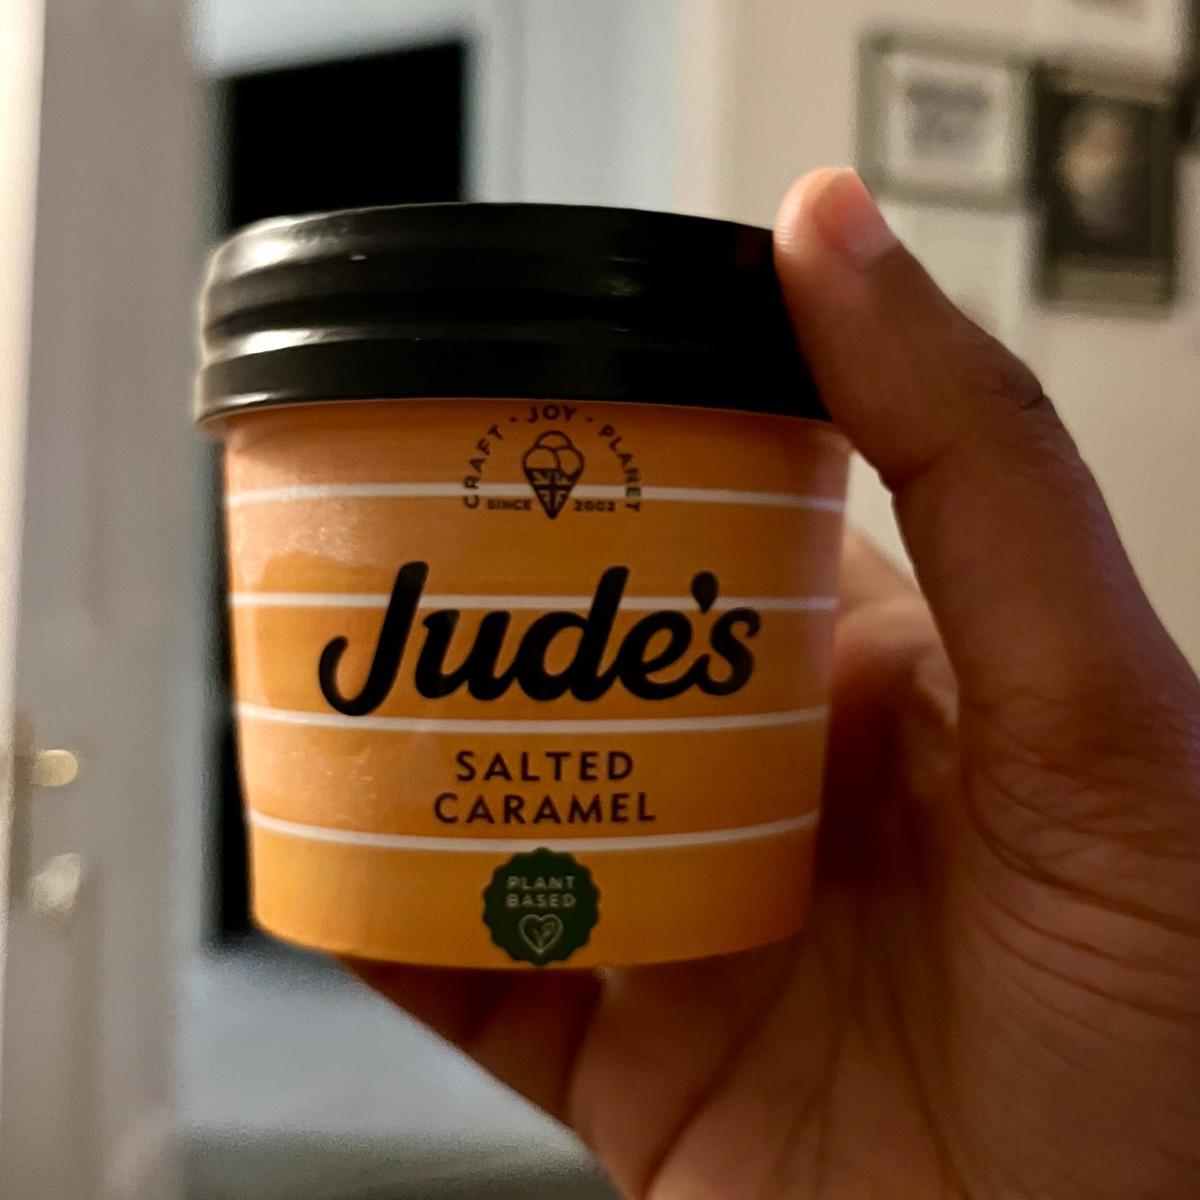 CRAFT · JOY · PLANET
SINCE 2002
Jude's
SALTED
CARAMEL
PLANT
BASED